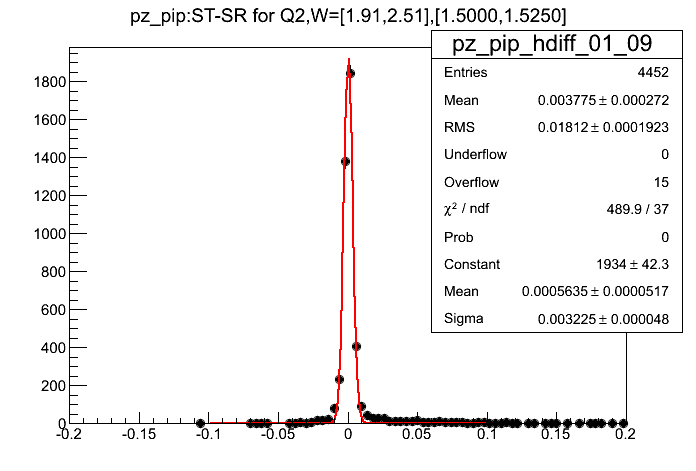 pz_pip:ST-SR for Q2,W=[1.91,2.51],[1.5000,1.5250]
pz_pip_hdiff_01_09
Entries 4452
Mean 0.003775 ± 0.000272
RMS 0.01812 ± 0.0001923
Underflow 0
Overflow 15
χ² / ndf 489.9 / 37
Prob 0
Constant 1934 ± 42.3
Mean 0.0005635 ± 0.0000517
Sigma 0.003225 ± 0.000048
1800
1600
1400
1200
1000
800
600
400
200
0
-0.2 -0.15 -0.1 -0.05 0 0.05 0.1 0.15 0.2